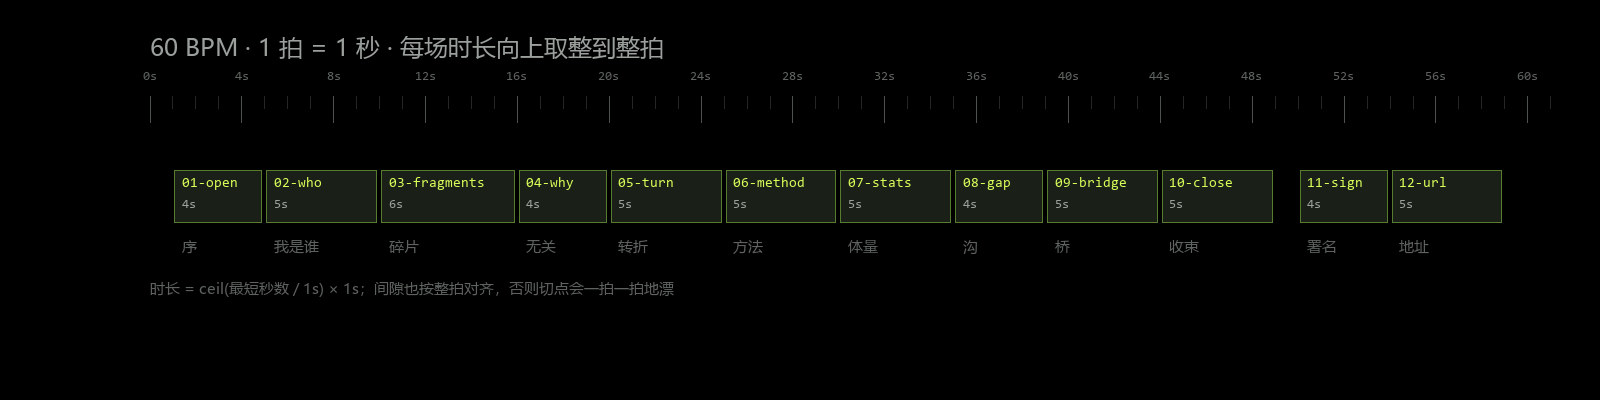 60 BPM · 1 拍 = 1 秒 · 每场时长向上取整到整拍
0s 4s 8s 12s 16s 20s 24s 28s 32s 36s 40s 44s 48s 52s 56s 60s
01-open 02-who 03-fragments 04-why 05-turn 06-method 07-stats 08-gap 09-bridge 10-close 11-sign 12-url
4s 5s 6s 4s 5s 5s 5s 4s 5s 5s 4s 5s
序 我是谁 碎片 无关 转折 方法 体量 沟 桥 收束 署名 地址
时长 = ceil(最短秒数 / 1s) × 1s；间隙也按整拍对齐，否则切点会一拍一拍地漂